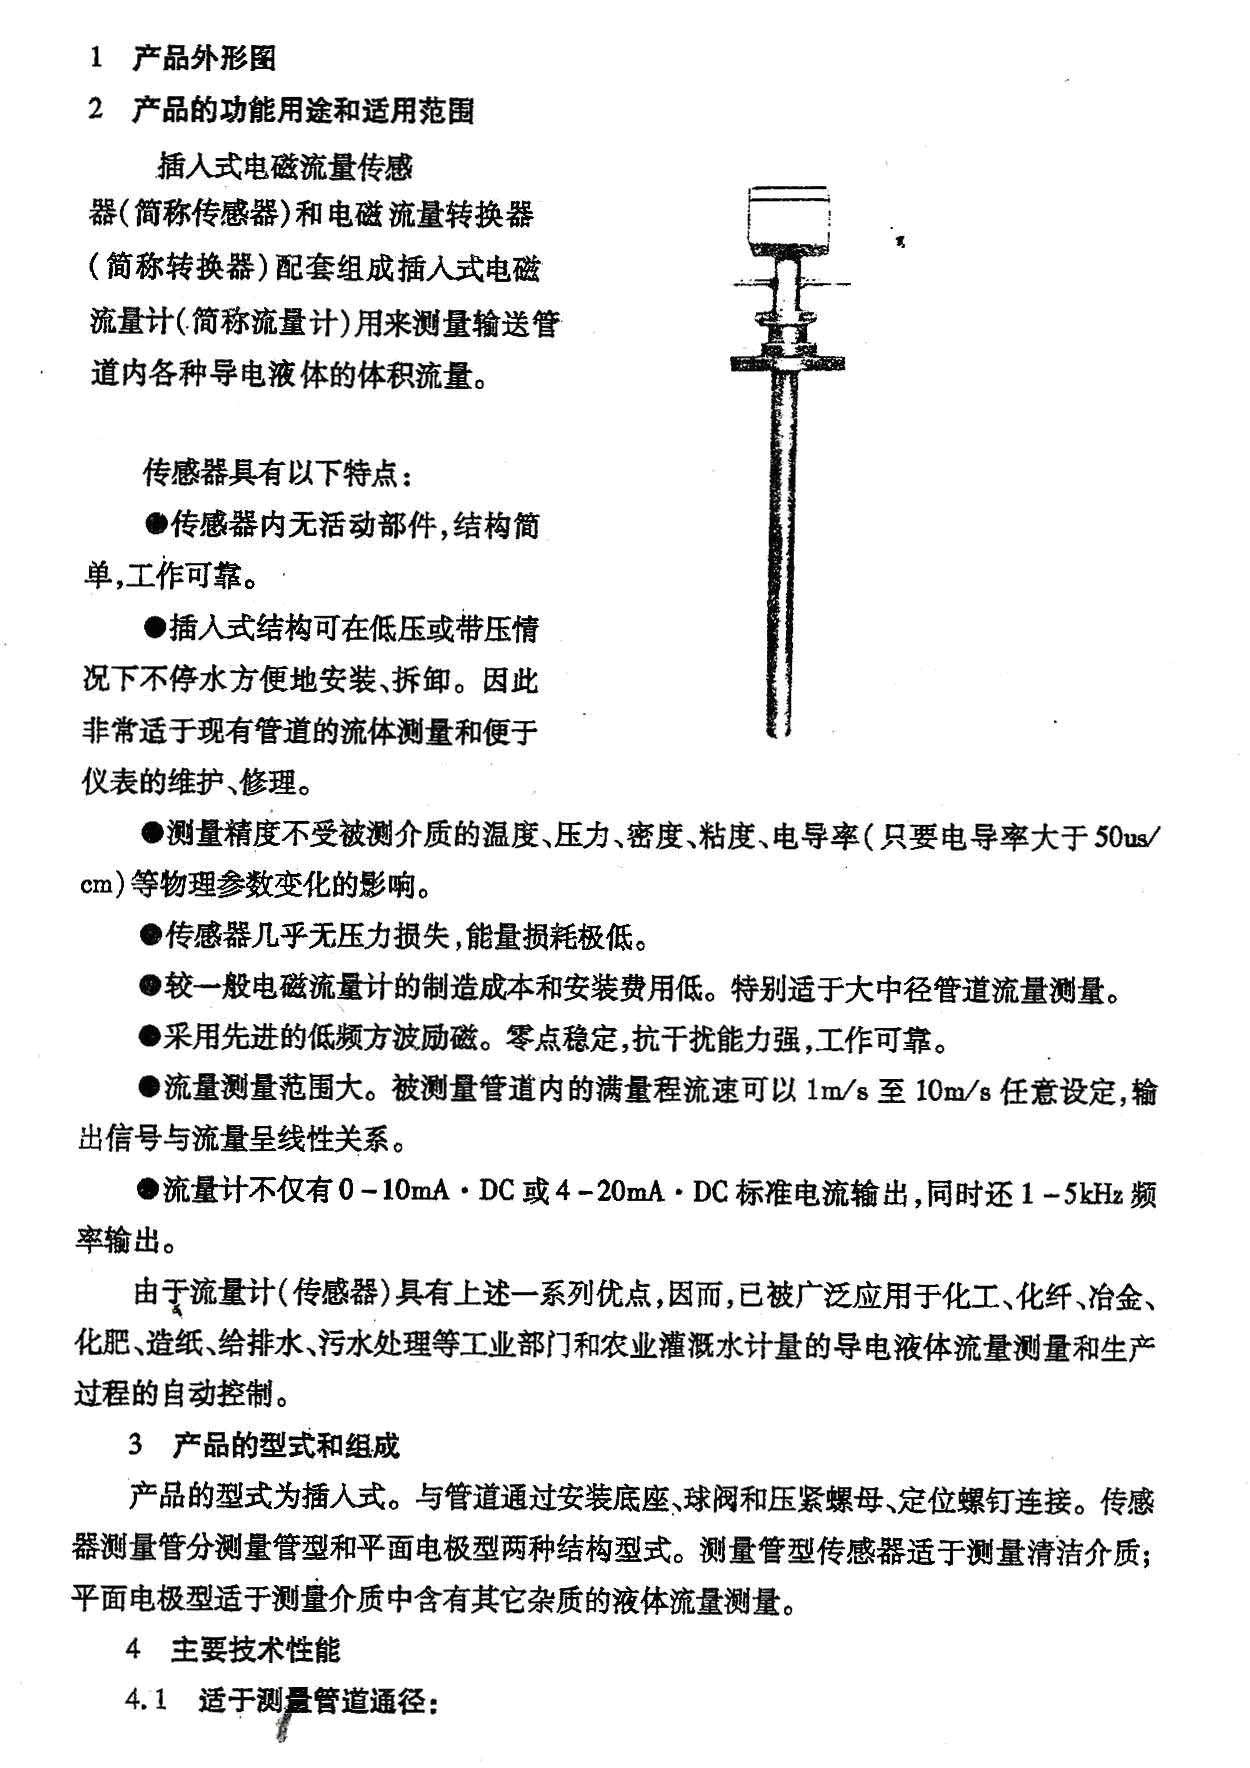 1 产品外形图
2 产品的功能用途和适用范围
插入式电磁流量传感
器(简称传感器)和电磁流量转换器
(简称转换器)配套组成插入式电磁
流量计(简称流量计)用来测量输送管
道内各种导电液体的体积流量。
传感器具有以下特点:
●传感器内无活动部件,结构简
单,工作可靠。
●插入式结构可在低压或带压情
况下不停水方便地安装、拆卸。因此
非常适于现有管道的流体测量和便于
仪表的维护、修理。
●测量精度不受被测介质的温度、压力、密度、粘度、电导率(只要电导率大于50us/
cm)等物理参数变化的影响。
●传感器几乎无压力损失,能量损耗极低。
●较一般电磁流量计的制造成本和安装费用低。特别适于大中径管道流量测量。
●采用先进的低频方波励磁。零点稳定,抗干扰能力强,工作可靠。
●流量测量范围大。被测量管道内的满量程流速可以1m/s至10m/s任意设定,输
出信号与流量呈线性关系。
●流量计不仅有0-10mA·DC或4-20mA·DC标准电流输出,同时还1-5kHz频
率输出。
由于流量计(传感器)具有上述一系列优点,因而,已被广泛应用于化工、化纤、冶金、
化肥、造纸、给排水、污水处理等工业部门和农业灌溉水计量的导电液体流量测量和生产
过程的自动控制。
3 产品的型式和组成
产品的型式为插入式。与管道通过安装底座、球阀和压紧螺母、定位螺钉连接。传感
器测量管分测量管型和平面电极型两种结构型式。测量管型传感器适于测量清洁介质;
平面电极型适于测量介质中含有其它杂质的液体流量测量。
4 主要技术性能
4.1 适于测量管道通径: